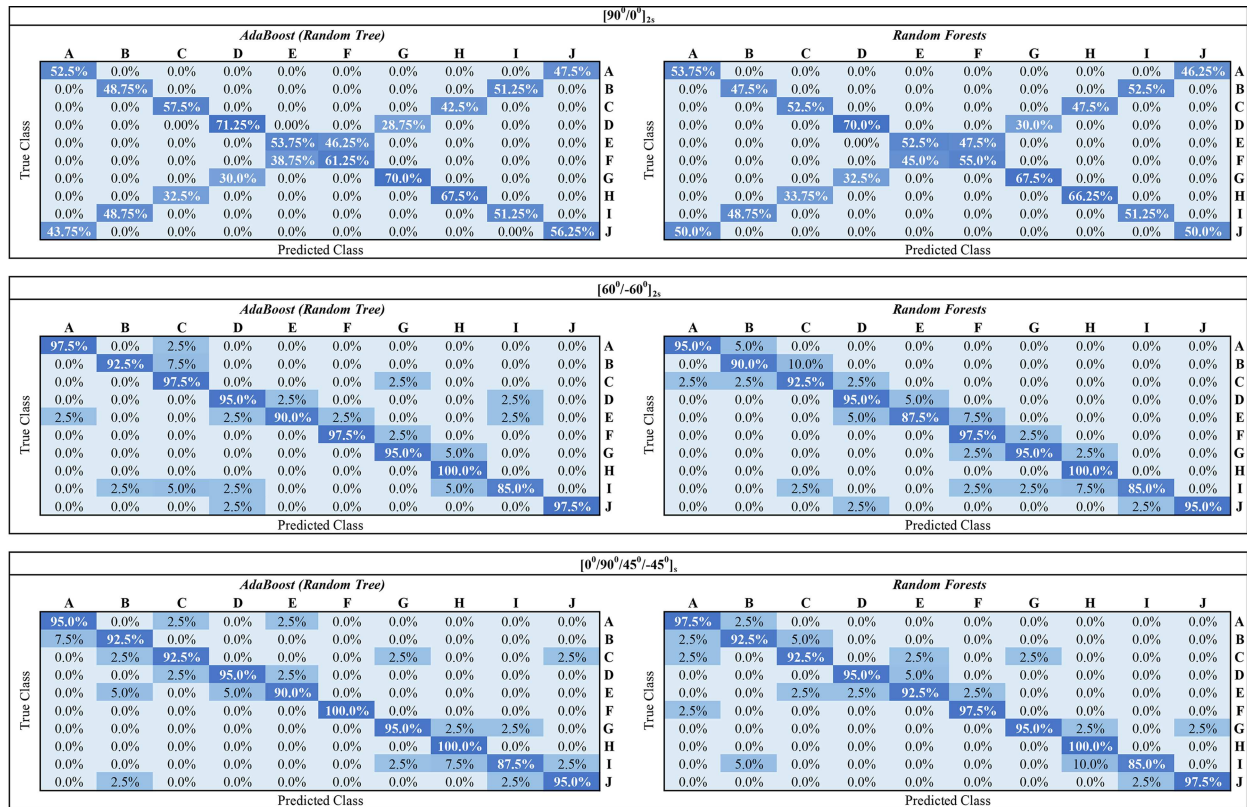 [90⁰/0⁰]2s
AdaBoost (Random Tree) Random Forests
A B C D E F G H I J A B C D E F G H I J
52.5% 0.0% 0.0% 0.0% 0.0% 0.0% 0.0% 0.0% 0.0% 47.5% A 53.75% 0.0% 0.0% 0.0% 0.0% 0.0% 0.0% 0.0% 0.0% 46.25% A
0.0% 48.75% 0.0% 0.0% 0.0% 0.0% 0.0% 0.0% 51.25% 0.0% B 0.0% 47.5% 0.0% 0.0% 0.0% 0.0% 0.0% 0.0% 52.5% 0.0% B
0.0% 0.0% 57.5% 0.0% 0.0% 0.0% 0.0% 42.5% 0.0% 0.0% C 0.0% 0.0% 52.5% 0.0% 0.0% 0.0% 0.0% 47.5% 0.0% 0.0% C
0.0% 0.0% 0.00% 71.25% 0.00% 0.0% 28.75% 0.0% 0.0% 0.0% D 0.0% 0.0% 0.0% 70.0% 0.0% 0.0% 30.0% 0.0% 0.0% 0.0% D
0.0% 0.0% 0.0% 0.0% 53.75% 46.25% 0.0% 0.0% 0.0% 0.0% E 0.0% 0.0% 0.0% 0.00% 52.5% 47.5% 0.0% 0.0% 0.0% 0.0% E
0.0% 0.0% 0.0% 0.0% 38.75% 61.25% 0.0% 0.0% 0.0% 0.0% F 0.0% 0.0% 0.0% 0.0% 45.0% 55.0% 0.0% 0.0% 0.0% 0.0% F
0.0% 0.0% 0.0% 30.0% 0.0% 0.0% 70.0% 0.0% 0.0% 0.0% G 0.0% 0.0% 0.0% 32.5% 0.0% 0.0% 67.5% 0.0% 0.0% 0.0% G
0.0% 0.0% 32.5% 0.0% 0.0% 0.0% 0.0% 67.5% 0.0% 0.0% H 0.0% 0.0% 33.75% 0.0% 0.0% 0.0% 0.0% 66.25% 0.0% 0.0% H
0.0% 48.75% 0.0% 0.0% 0.0% 0.0% 0.0% 0.0% 51.25% 0.0% I 0.0% 48.75% 0.0% 0.0% 0.0% 0.0% 0.0% 0.0% 51.25% 0.0% I
43.75% 0.0% 0.0% 0.0% 0.0% 0.0% 0.0% 0.0% 0.00% 56.25% J 50.0% 0.0% 0.0% 0.0% 0.0% 0.0% 0.0% 0.0% 0.0% 50.0% J
True Class True Class
Predicted Class Predicted Class
[60⁰/-60⁰]2s
AdaBoost (Random Tree) Random Forests
A B C D E F G H I J A B C D E F G H I J
97.5% 0.0% 2.5% 0.0% 0.0% 0.0% 0.0% 0.0% 0.0% 0.0% A 95.0% 5.0% 0.0% 0.0% 0.0% 0.0% 0.0% 0.0% 0.0% 0.0% A
0.0% 92.5% 7.5% 0.0% 0.0% 0.0% 0.0% 0.0% 0.0% 0.0% B 0.0% 90.0% 10.0% 0.0% 0.0% 0.0% 0.0% 0.0% 0.0% 0.0% B
0.0% 0.0% 97.5% 0.0% 0.0% 0.0% 2.5% 0.0% 0.0% 0.0% C 2.5% 2.5% 92.5% 2.5% 0.0% 0.0% 0.0% 0.0% 0.0% 0.0% C
0.0% 0.0% 0.0% 95.0% 2.5% 0.0% 0.0% 0.0% 2.5% 0.0% D 0.0% 0.0% 0.0% 95.0% 5.0% 0.0% 0.0% 0.0% 0.0% 0.0% D
2.5% 0.0% 0.0% 2.5% 90.0% 2.5% 0.0% 0.0% 2.5% 0.0% E 0.0% 0.0% 0.0% 5.0% 87.5% 7.5% 0.0% 0.0% 0.0% 0.0% E
0.0% 0.0% 0.0% 0.0% 0.0% 97.5% 2.5% 0.0% 0.0% 0.0% F 0.0% 0.0% 0.0% 0.0% 0.0% 97.5% 2.5% 0.0% 0.0% 0.0% F
0.0% 0.0% 0.0% 0.0% 0.0% 0.0% 95.0% 5.0% 0.0% 0.0% G 0.0% 0.0% 0.0% 0.0% 0.0% 2.5% 95.0% 2.5% 0.0% 0.0% G
0.0% 0.0% 0.0% 0.0% 0.0% 0.0% 0.0% 100.0% 0.0% 0.0% H 0.0% 0.0% 0.0% 0.0% 0.0% 0.0% 0.0% 100.0% 0.0% 0.0% H
0.0% 2.5% 5.0% 2.5% 0.0% 0.0% 0.0% 5.0% 85.0% 0.0% I 0.0% 0.0% 2.5% 0.0% 0.0% 2.5% 2.5% 7.5% 85.0% 0.0% I
0.0% 0.0% 0.0% 2.5% 0.0% 0.0% 0.0% 0.0% 0.0% 97.5% J 0.0% 0.0% 0.0% 2.5% 0.0% 0.0% 0.0% 0.0% 2.5% 95.0% J
True Class True Class
Predicted Class Predicted Class
[0⁰/90⁰/45⁰/-45⁰]s
AdaBoost (Random Tree) Random Forests
A B C D E F G H I J A B C D E F G H I J
95.0% 0.0% 2.5% 0.0% 2.5% 0.0% 0.0% 0.0% 0.0% 0.0% A 97.5% 2.5% 0.0% 0.0% 0.0% 0.0% 0.0% 0.0% 0.0% 0.0% A
7.5% 92.5% 0.0% 0.0% 0.0% 0.0% 0.0% 0.0% 0.0% 0.0% B 2.5% 92.5% 5.0% 0.0% 0.0% 0.0% 0.0% 0.0% 0.0% 0.0% B
0.0% 2.5% 92.5% 0.0% 0.0% 0.0% 2.5% 0.0% 0.0% 2.5% C 2.5% 0.0% 92.5% 0.0% 2.5% 0.0% 2.5% 0.0% 0.0% 0.0% C
0.0% 0.0% 2.5% 95.0% 2.5% 0.0% 0.0% 0.0% 0.0% 0.0% D 0.0% 0.0% 0.0% 95.0% 5.0% 0.0% 0.0% 0.0% 0.0% 0.0% D
0.0% 5.0% 0.0% 5.0% 90.0% 0.0% 0.0% 0.0% 0.0% 0.0% E 0.0% 0.0% 2.5% 2.5% 92.5% 2.5% 0.0% 0.0% 0.0% 0.0% E
0.0% 0.0% 0.0% 0.0% 0.0% 100.0% 0.0% 0.0% 0.0% 0.0% F 2.5% 0.0% 0.0% 0.0% 0.0% 97.5% 0.0% 0.0% 0.0% 0.0% F
0.0% 0.0% 0.0% 0.0% 0.0% 0.0% 95.0% 2.5% 2.5% 0.0% G 0.0% 0.0% 0.0% 0.0% 0.0% 0.0% 95.0% 2.5% 0.0% 2.5% G
0.0% 0.0% 0.0% 0.0% 0.0% 0.0% 0.0% 100.0% 0.0% 0.0% H 0.0% 0.0% 0.0% 0.0% 0.0% 0.0% 0.0% 100.0% 0.0% 0.0% H
0.0% 0.0% 0.0% 0.0% 0.0% 0.0% 2.5% 7.5% 87.5% 2.5% I 0.0% 5.0% 0.0% 0.0% 0.0% 0.0% 0.0% 10.0% 85.0% 0.0% I
0.0% 2.5% 0.0% 0.0% 0.0% 0.0% 0.0% 0.0% 2.5% 95.0% J 0.0% 0.0% 0.0% 0.0% 0.0% 0.0% 0.0% 0.0% 2.5% 97.5% J
True Class True Class
Predicted Class Predicted Class